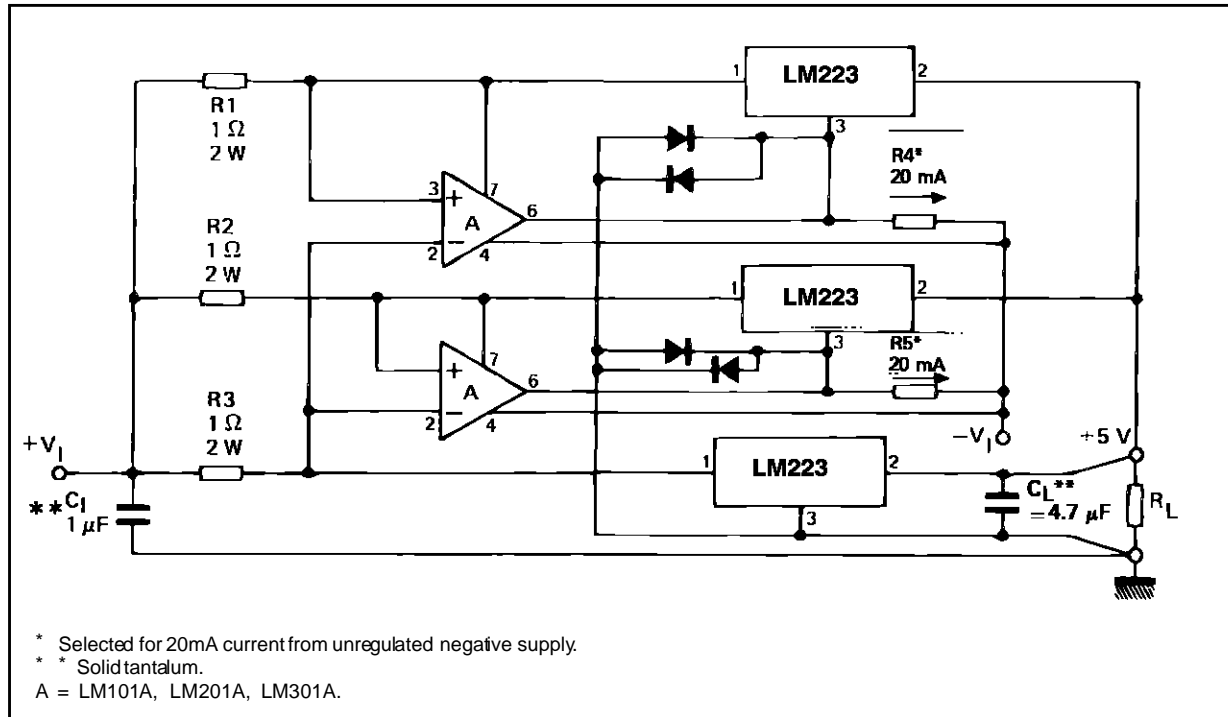 1 LM223 2
3
R1
1 Ω
2 W
R4*
20 mA
3 + 7
A 6
2 − 4
R2
1 Ω
2 W
1 LM223 2
3
R5*
20 mA
+ 7
A 6
2 − 4
R3
1 Ω
2 W
+VI
−VI
+5 V
1 LM223 2
3
**CI
1 μF
CL**
=4.7 μF
RL
* Selected for 20mA current from unregulated negative supply.
* * Solid tantalum.
A = LM101A, LM201A, LM301A.